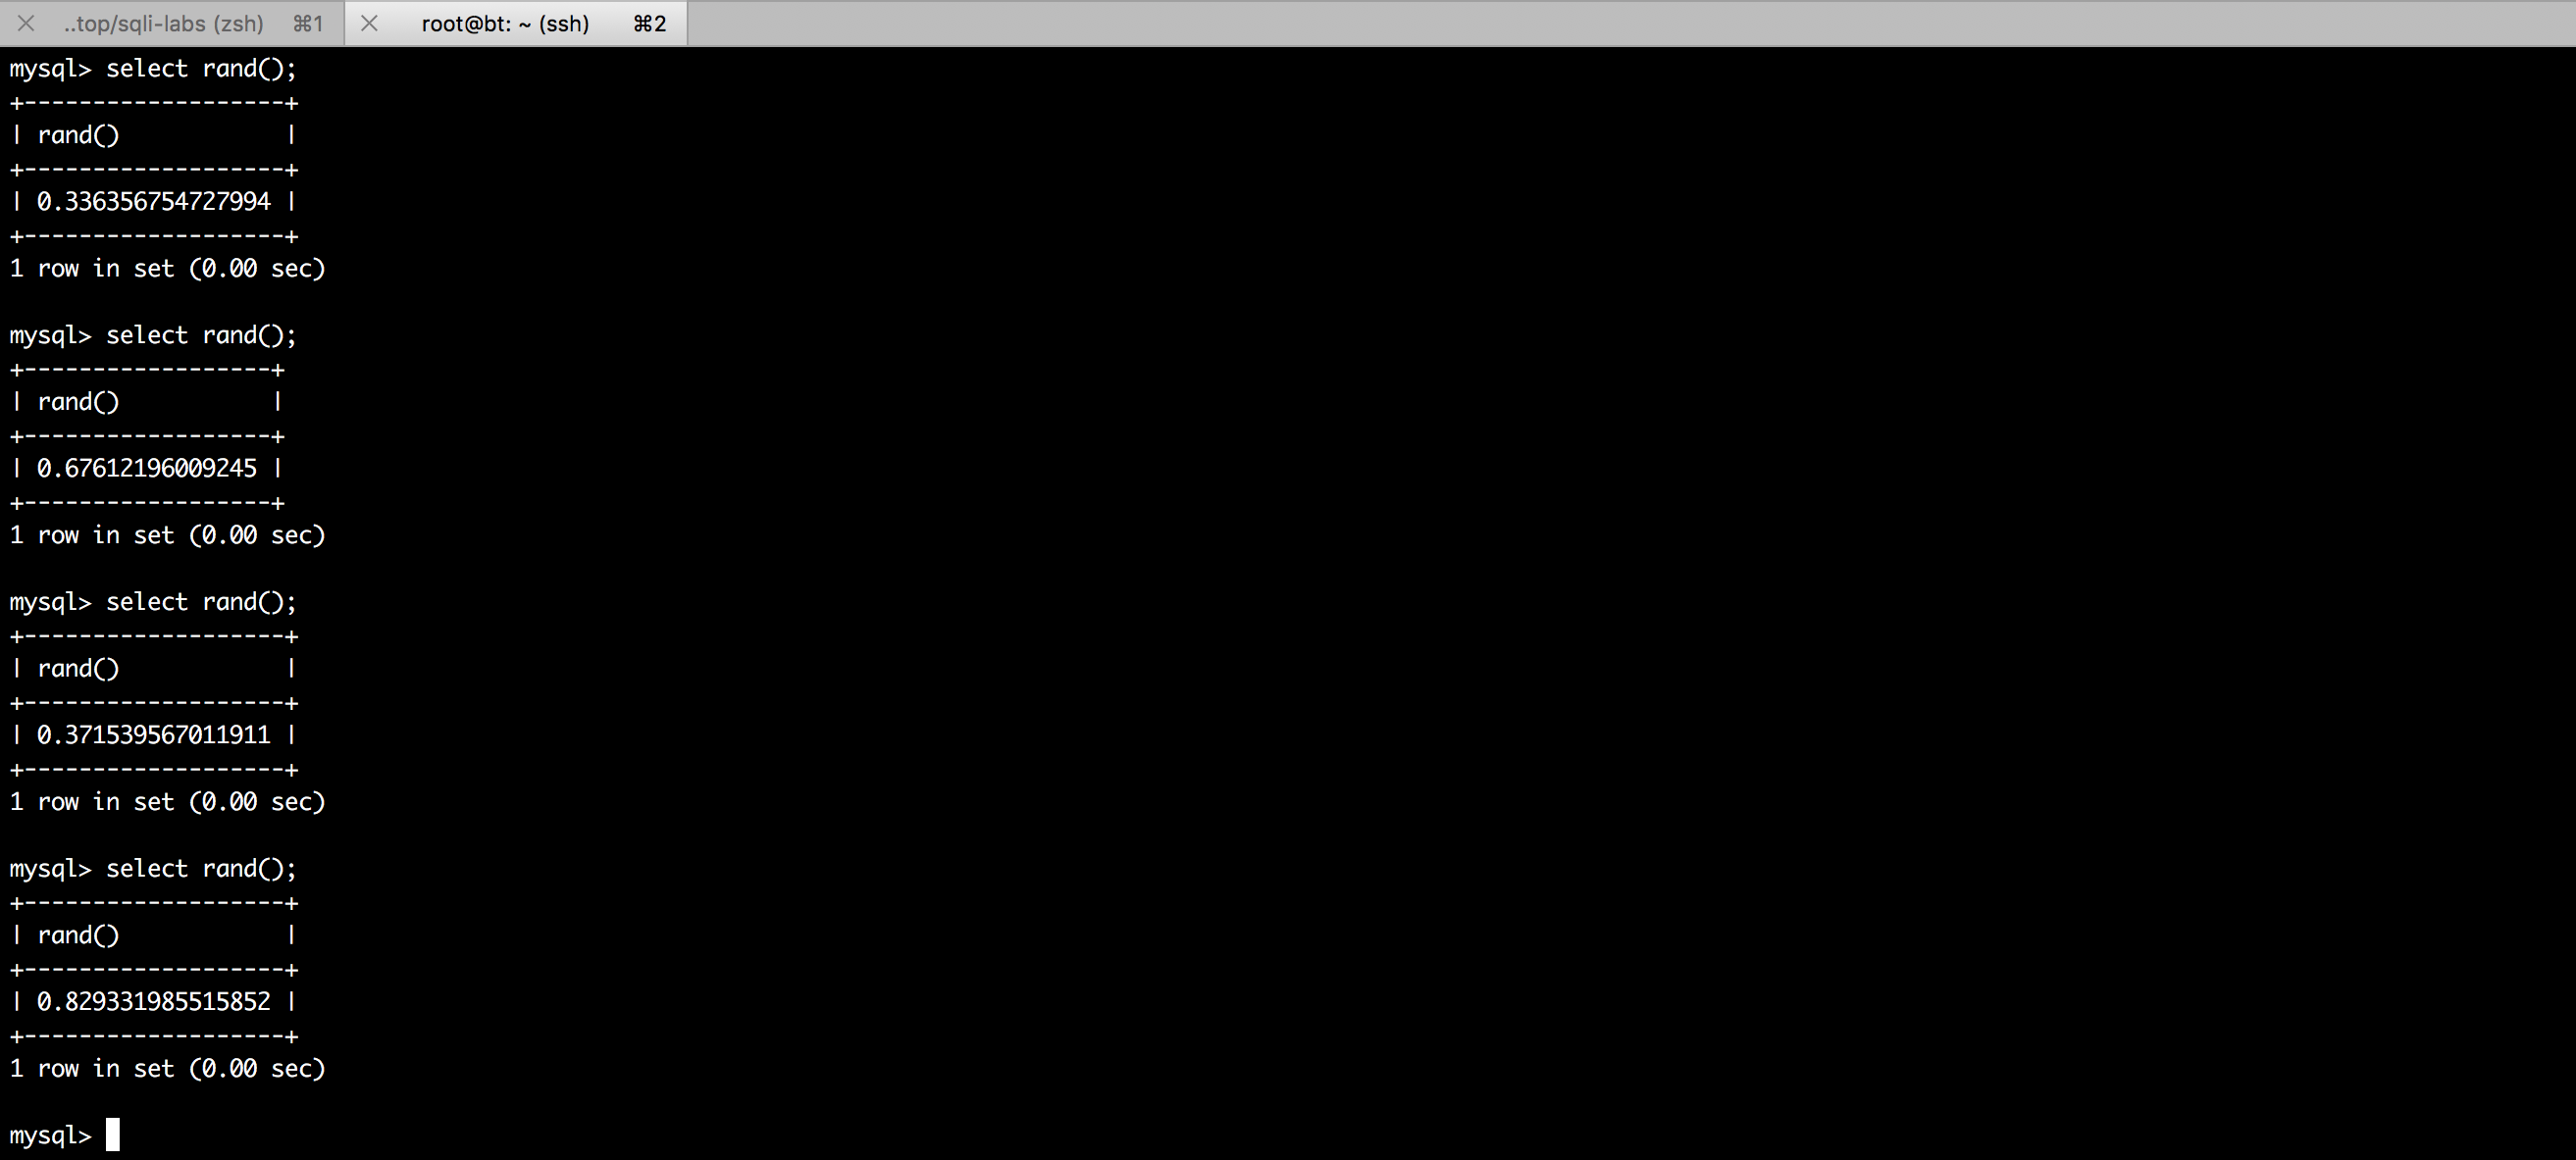 ..top/sqli-labs (zsh) ⌘1 root@bt: ~ (ssh) ⌘2
mysql> select rand();
+-------------------+
| rand()            |
+-------------------+
| 0.336356754727994 |
+-------------------+
1 row in set (0.00 sec)
mysql> select rand();
+------------------+
| rand()           |
+------------------+
| 0.67612196009245 |
+------------------+
1 row in set (0.00 sec)
mysql> select rand();
+-------------------+
| rand()            |
+-------------------+
| 0.371539567011911 |
+-------------------+
1 row in set (0.00 sec)
mysql> select rand();
+-------------------+
| rand()            |
+-------------------+
| 0.829331985515852 |
+-------------------+
1 row in set (0.00 sec)
mysql>